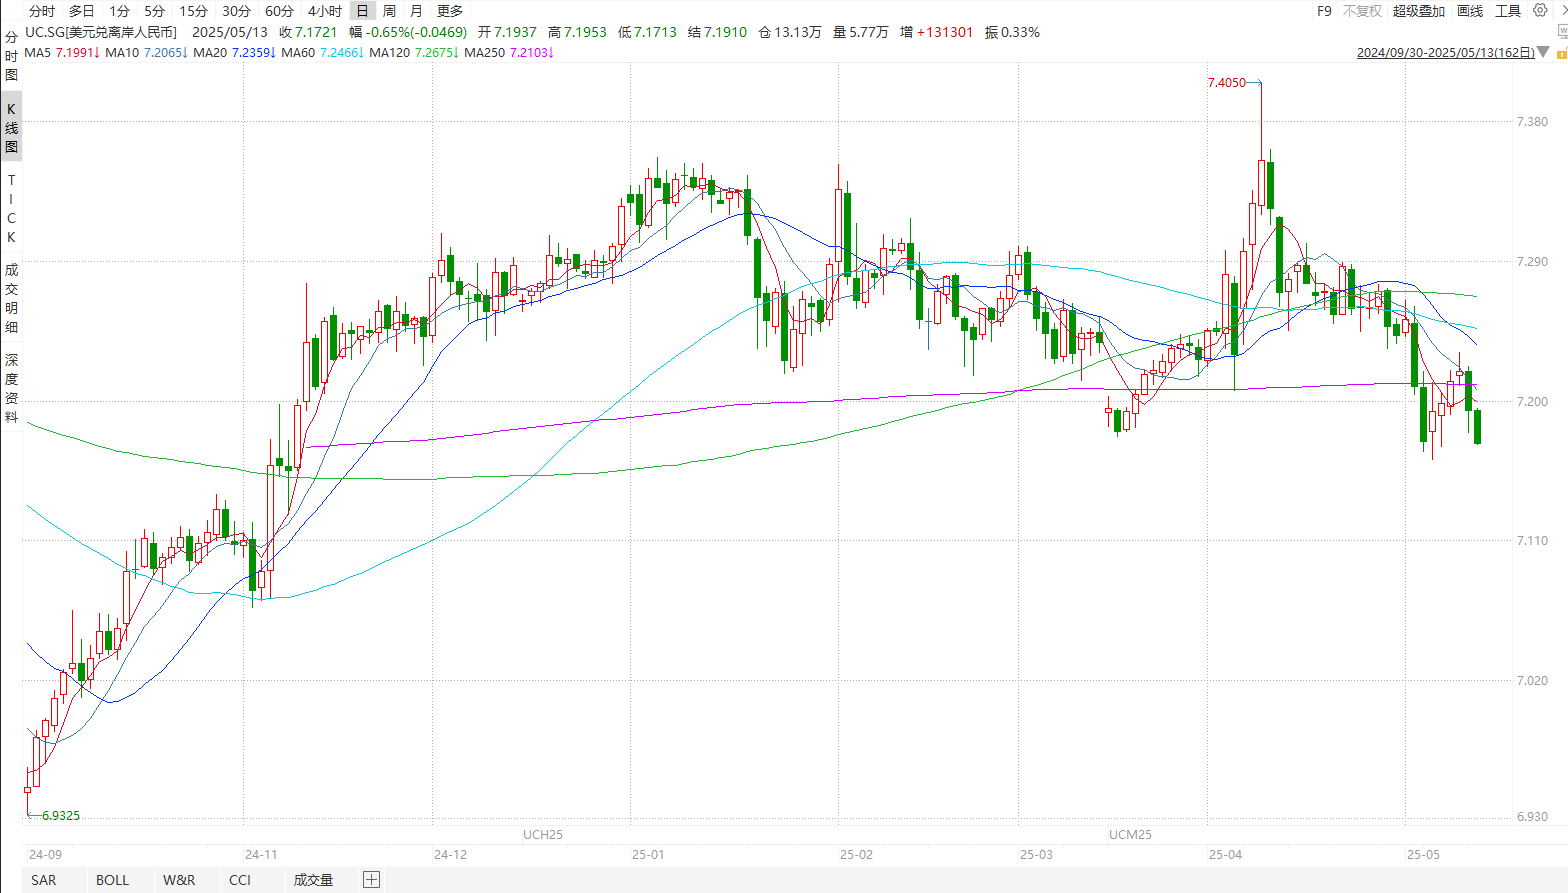 分时 多日 1分 5分 15分 30分 60分 4小时 日 周 月 更多 F9 不复权 超级叠加 画线 工具
UC.SG[美元兑离岸人民币] 2025/05/13 收 7.1721 幅 -0.65%(-0.0469) 开 7.1937 高 7.1953 低 7.1713 结 7.1910 仓 13.13万 量 5.77万 增 +131301 振 0.33%
MA5 7.1991↓ MA10 7.2065↓ MA20 7.2359↓ MA60 7.2466↓ MA120 7.2675↓ MA250 7.2103↓ 2024/09/30-2025/05/13(162日)
分时图
K线图
TICK
成交明细
深度资料
7.4050
7.380
7.290
7.200
7.110
7.020
6.930
6.9325
UCH25 UCM25
24-09 24-11 24-12 25-01 25-02 25-03 25-04 25-05
SAR BOLL W&R CCI 成交量